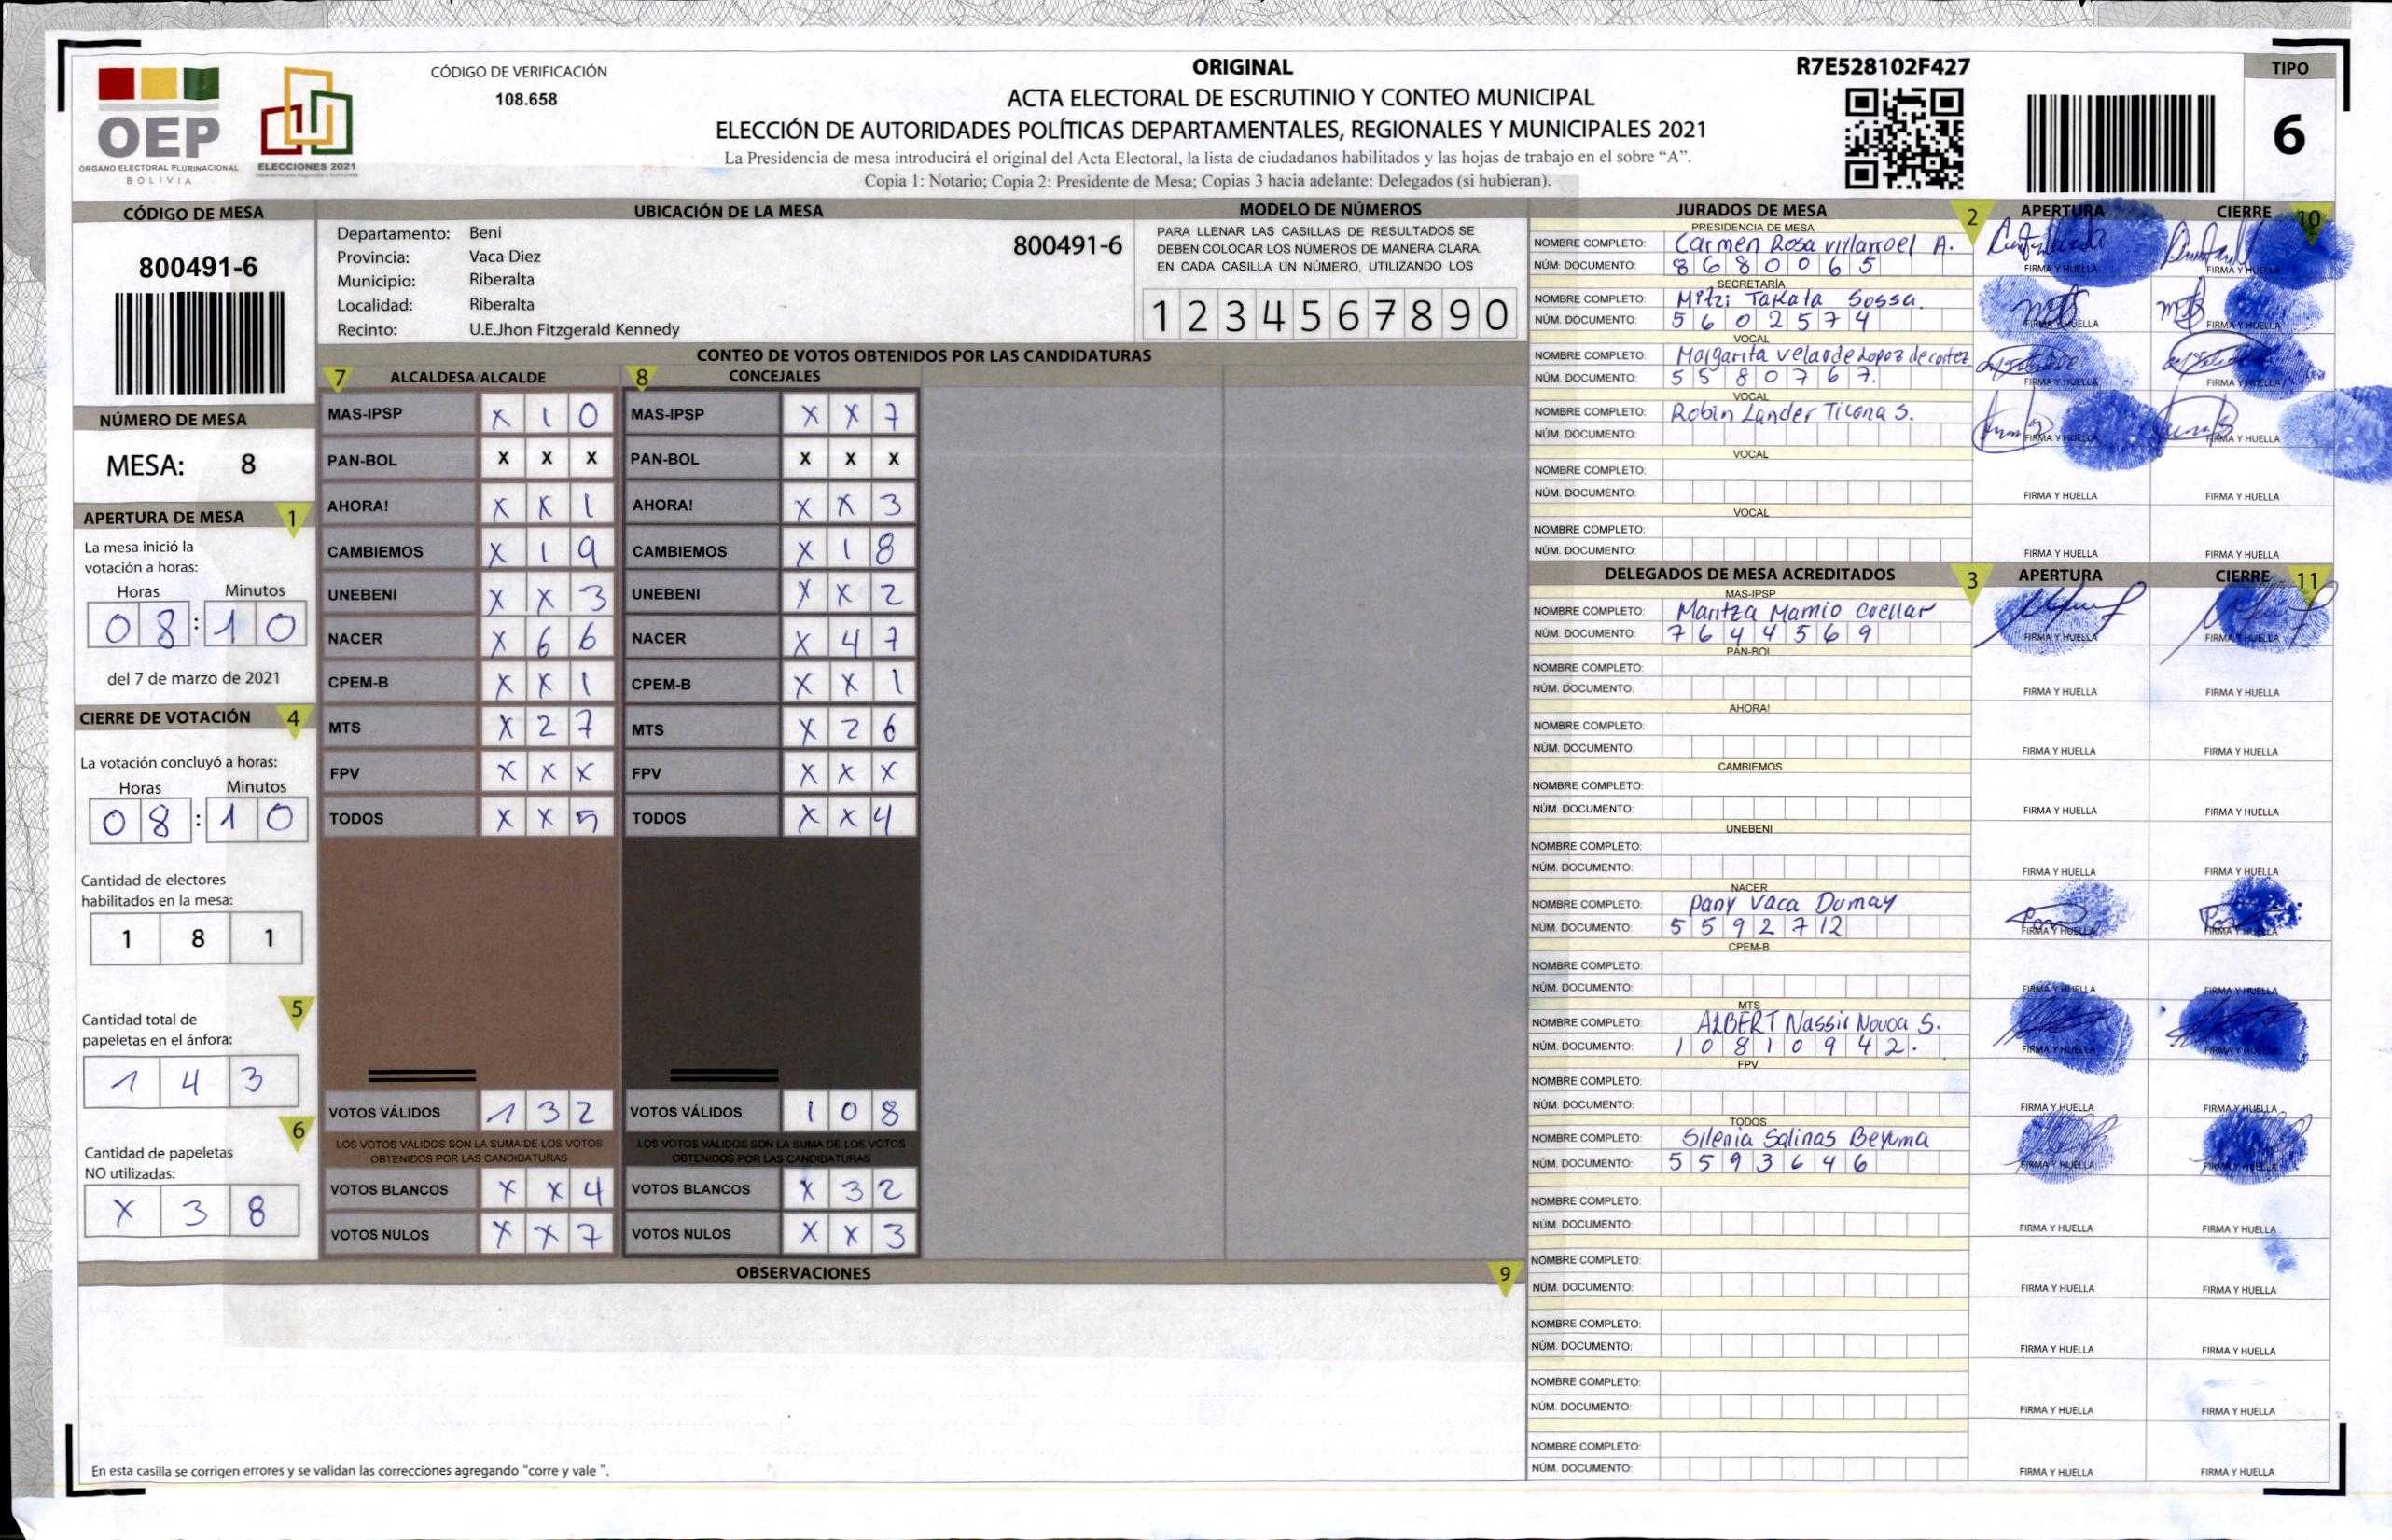 OEP
ÓRGANO ELECTORAL PLURINACIONAL
BOLIVIA
ELECCIONES 2021
CÓDIGO DE VERIFICACIÓN
108.658
ORIGINAL
ACTA ELECTORAL DE ESCRUTINIO Y CONTEO MUNICIPAL
ELECCIÓN DE AUTORIDADES POLÍTICAS DEPARTAMENTALES, REGIONALES Y MUNICIPALES 2021
La Presidencia de mesa introducirá el original del Acta Electoral, la lista de ciudadanos habilitados y las hojas de trabajo en el sobre “A”.
Copia 1: Notario; Copia 2: Presidente de Mesa; Copias 3 hacia adelante: Delegados (si hubieran).
R7E528102F427
TIPO
6
CÓDIGO DE MESA
800491-6
NÚMERO DE MESA
MESA: 8
APERTURA DE MESA 1
La mesa inició la
votación a horas:
Horas Minutos
0 8 : 1 0
del 7 de marzo de 2021
CIERRE DE VOTACIÓN 4
La votación concluyó a horas:
Horas Minutos
0 8 : 1 0
Cantidad de electores
habilitados en la mesa:
1 8 1
5
Cantidad total de
papeletas en el ánfora:
1 4 3
6
Cantidad de papeletas
NO utilizadas:
X 3 8
UBICACIÓN DE LA MESA
Departamento: Beni
Provincia: Vaca Diez
Municipio: Riberalta
Localidad: Riberalta
Recinto: U.E.Jhon Fitzgerald Kennedy
800491-6
MODELO DE NÚMEROS
PARA LLENAR LAS CASILLAS DE RESULTADOS SE
DEBEN COLOCAR LOS NÚMEROS DE MANERA CLARA.
EN CADA CASILLA UN NÚMERO, UTILIZANDO LOS
1 2 3 4 5 6 7 8 9 0
CONTEO DE VOTOS OBTENIDOS POR LAS CANDIDATURAS
7 ALCALDESA/ALCALDE 8 CONCEJALES
MAS-IPSP X 1 0 MAS-IPSP X X 7
PAN-BOL X X X PAN-BOL X X X
AHORA! X X 1 AHORA! X X 3
CAMBIEMOS X 1 9 CAMBIEMOS X 1 8
UNEBENI X X 3 UNEBENI X X 2
NACER X 6 6 NACER X 4 7
CPEM-B X X 1 CPEM-B X X 1
MTS X 2 7 MTS X 2 6
FPV X X X FPV X X X
TODOS X X 5 TODOS X X 4
VOTOS VÁLIDOS 1 3 2 VOTOS VÁLIDOS 1 0 8
LOS VOTOS VALIDOS SON LA SUMA DE LOS VOTOS LOS VOTOS VALIDOS SON LA SUMA DE LOS VOTOS
OBTENIDOS POR LAS CANDIDATURAS OBTENIDOS POR LAS CANDIDATURAS
VOTOS BLANCOS X X 4 VOTOS BLANCOS X 3 2
VOTOS NULOS X X 7 VOTOS NULOS X X 3
OBSERVACIONES 9
En esta casilla se corrigen errores y se validan las correcciones agregando “corre y vale ”.
JURADOS DE MESA 2 APERTURA CIERRE 10
PRESIDENCIA DE MESA
NOMBRE COMPLETO: Carmen Rosa villarroel A.
NÚM. DOCUMENTO: 8 6 8 0 0 6 5 FIRMA Y HUELLA FIRMA Y HUELLA
SECRETARÍA
NOMBRE COMPLETO: Mitzi Takata Sossa.
NÚM. DOCUMENTO: 5 6 0 2 5 7 4 FIRMA Y HUELLA FIRMA Y HUELLA
VOCAL
NOMBRE COMPLETO: Margarita Velarde Lopez de cortez
NÚM. DOCUMENTO: 5 5 8 0 7 6 7. FIRMA Y HUELLA FIRMA Y HUELLA
VOCAL
NOMBRE COMPLETO: Robin Lander Ticona S.
NÚM. DOCUMENTO: FIRMA Y HUELLA FIRMA Y HUELLA
VOCAL
NOMBRE COMPLETO:
NÚM. DOCUMENTO: FIRMA Y HUELLA FIRMA Y HUELLA
VOCAL
NOMBRE COMPLETO:
NÚM. DOCUMENTO: FIRMA Y HUELLA FIRMA Y HUELLA
DELEGADOS DE MESA ACREDITADOS 3 APERTURA CIERRE 11
MAS-IPSP
NOMBRE COMPLETO: Maritza Mamio Cuellar
NÚM. DOCUMENTO: 7 6 4 4 5 6 9 FIRMA Y HUELLA FIRMA Y HUELLA
PAN-BOL
NOMBRE COMPLETO:
NÚM. DOCUMENTO: FIRMA Y HUELLA FIRMA Y HUELLA
AHORA!
NOMBRE COMPLETO:
NÚM. DOCUMENTO: FIRMA Y HUELLA FIRMA Y HUELLA
CAMBIEMOS
NOMBRE COMPLETO:
NÚM. DOCUMENTO: FIRMA Y HUELLA FIRMA Y HUELLA
UNEBENI
NOMBRE COMPLETO:
NÚM. DOCUMENTO: FIRMA Y HUELLA FIRMA Y HUELLA
NACER
NOMBRE COMPLETO: Pany Vaca Dumay
NÚM. DOCUMENTO: 5 5 9 2 7 1 2 FIRMA Y HUELLA FIRMA Y HUELLA
CPEM-B
NOMBRE COMPLETO:
NÚM. DOCUMENTO: FIRMA Y HUELLA FIRMA Y HUELLA
MTS
NOMBRE COMPLETO: ALBERT Nassir Novoa S.
NÚM. DOCUMENTO: 1 0 8 1 0 9 4 2. FIRMA Y HUELLA FIRMA Y HUELLA
FPV
NOMBRE COMPLETO:
NÚM. DOCUMENTO: FIRMA Y HUELLA FIRMA Y HUELLA
TODOS
NOMBRE COMPLETO: Silenia Salinas Beyuma
NÚM. DOCUMENTO: 5 5 9 3 6 4 6 FIRMA Y HUELLA FIRMA Y HUELLA
NOMBRE COMPLETO:
NÚM. DOCUMENTO: FIRMA Y HUELLA FIRMA Y HUELLA
NOMBRE COMPLETO:
NÚM. DOCUMENTO: FIRMA Y HUELLA FIRMA Y HUELLA
NOMBRE COMPLETO:
NÚM. DOCUMENTO: FIRMA Y HUELLA FIRMA Y HUELLA
NOMBRE COMPLETO:
NÚM. DOCUMENTO: FIRMA Y HUELLA FIRMA Y HUELLA
NOMBRE COMPLETO:
NÚM. DOCUMENTO: FIRMA Y HUELLA FIRMA Y HUELLA